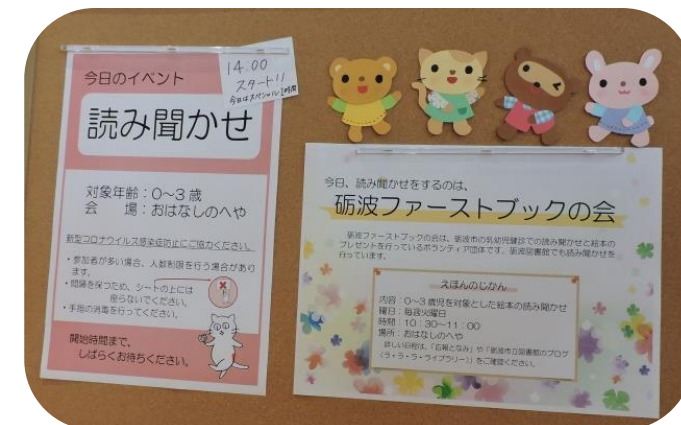 今日のイベント
14:00
スタート!!
今日はスペシャル1時間
読み聞かせ
対象年齢：0～3歳
会　場：おはなしのへや
新型コロナウイルス感染症防止にご協力ください。
・参加者が多い場合、人数制限を行う場合があり
ます。
・間隔を保つため、シートの上には
座らないでください。
・手指の消毒を行ってください。
開始時間まで、
しばらくお待ちください。
今日、読み聞かせをするのは、
砺波ファーストブックの会
砺波ファーストブックの会は、砺波市の乳幼児健診での読み聞かせと絵本の
プレゼントを行っているボランティア団体です。砺波図書館でも読み聞かせを
行っています。
えほんのじかん
内容：0～3歳児を対象とした絵本の読み聞かせ
曜日：毎週火曜日
時間：10：30～11：00
場所：おはなしのへや
詳しい日程は、「広報となみ」や「砺波市立図書館のブログ
（ラ・ラ・ラ・ライブラリー）」をご確認ください。